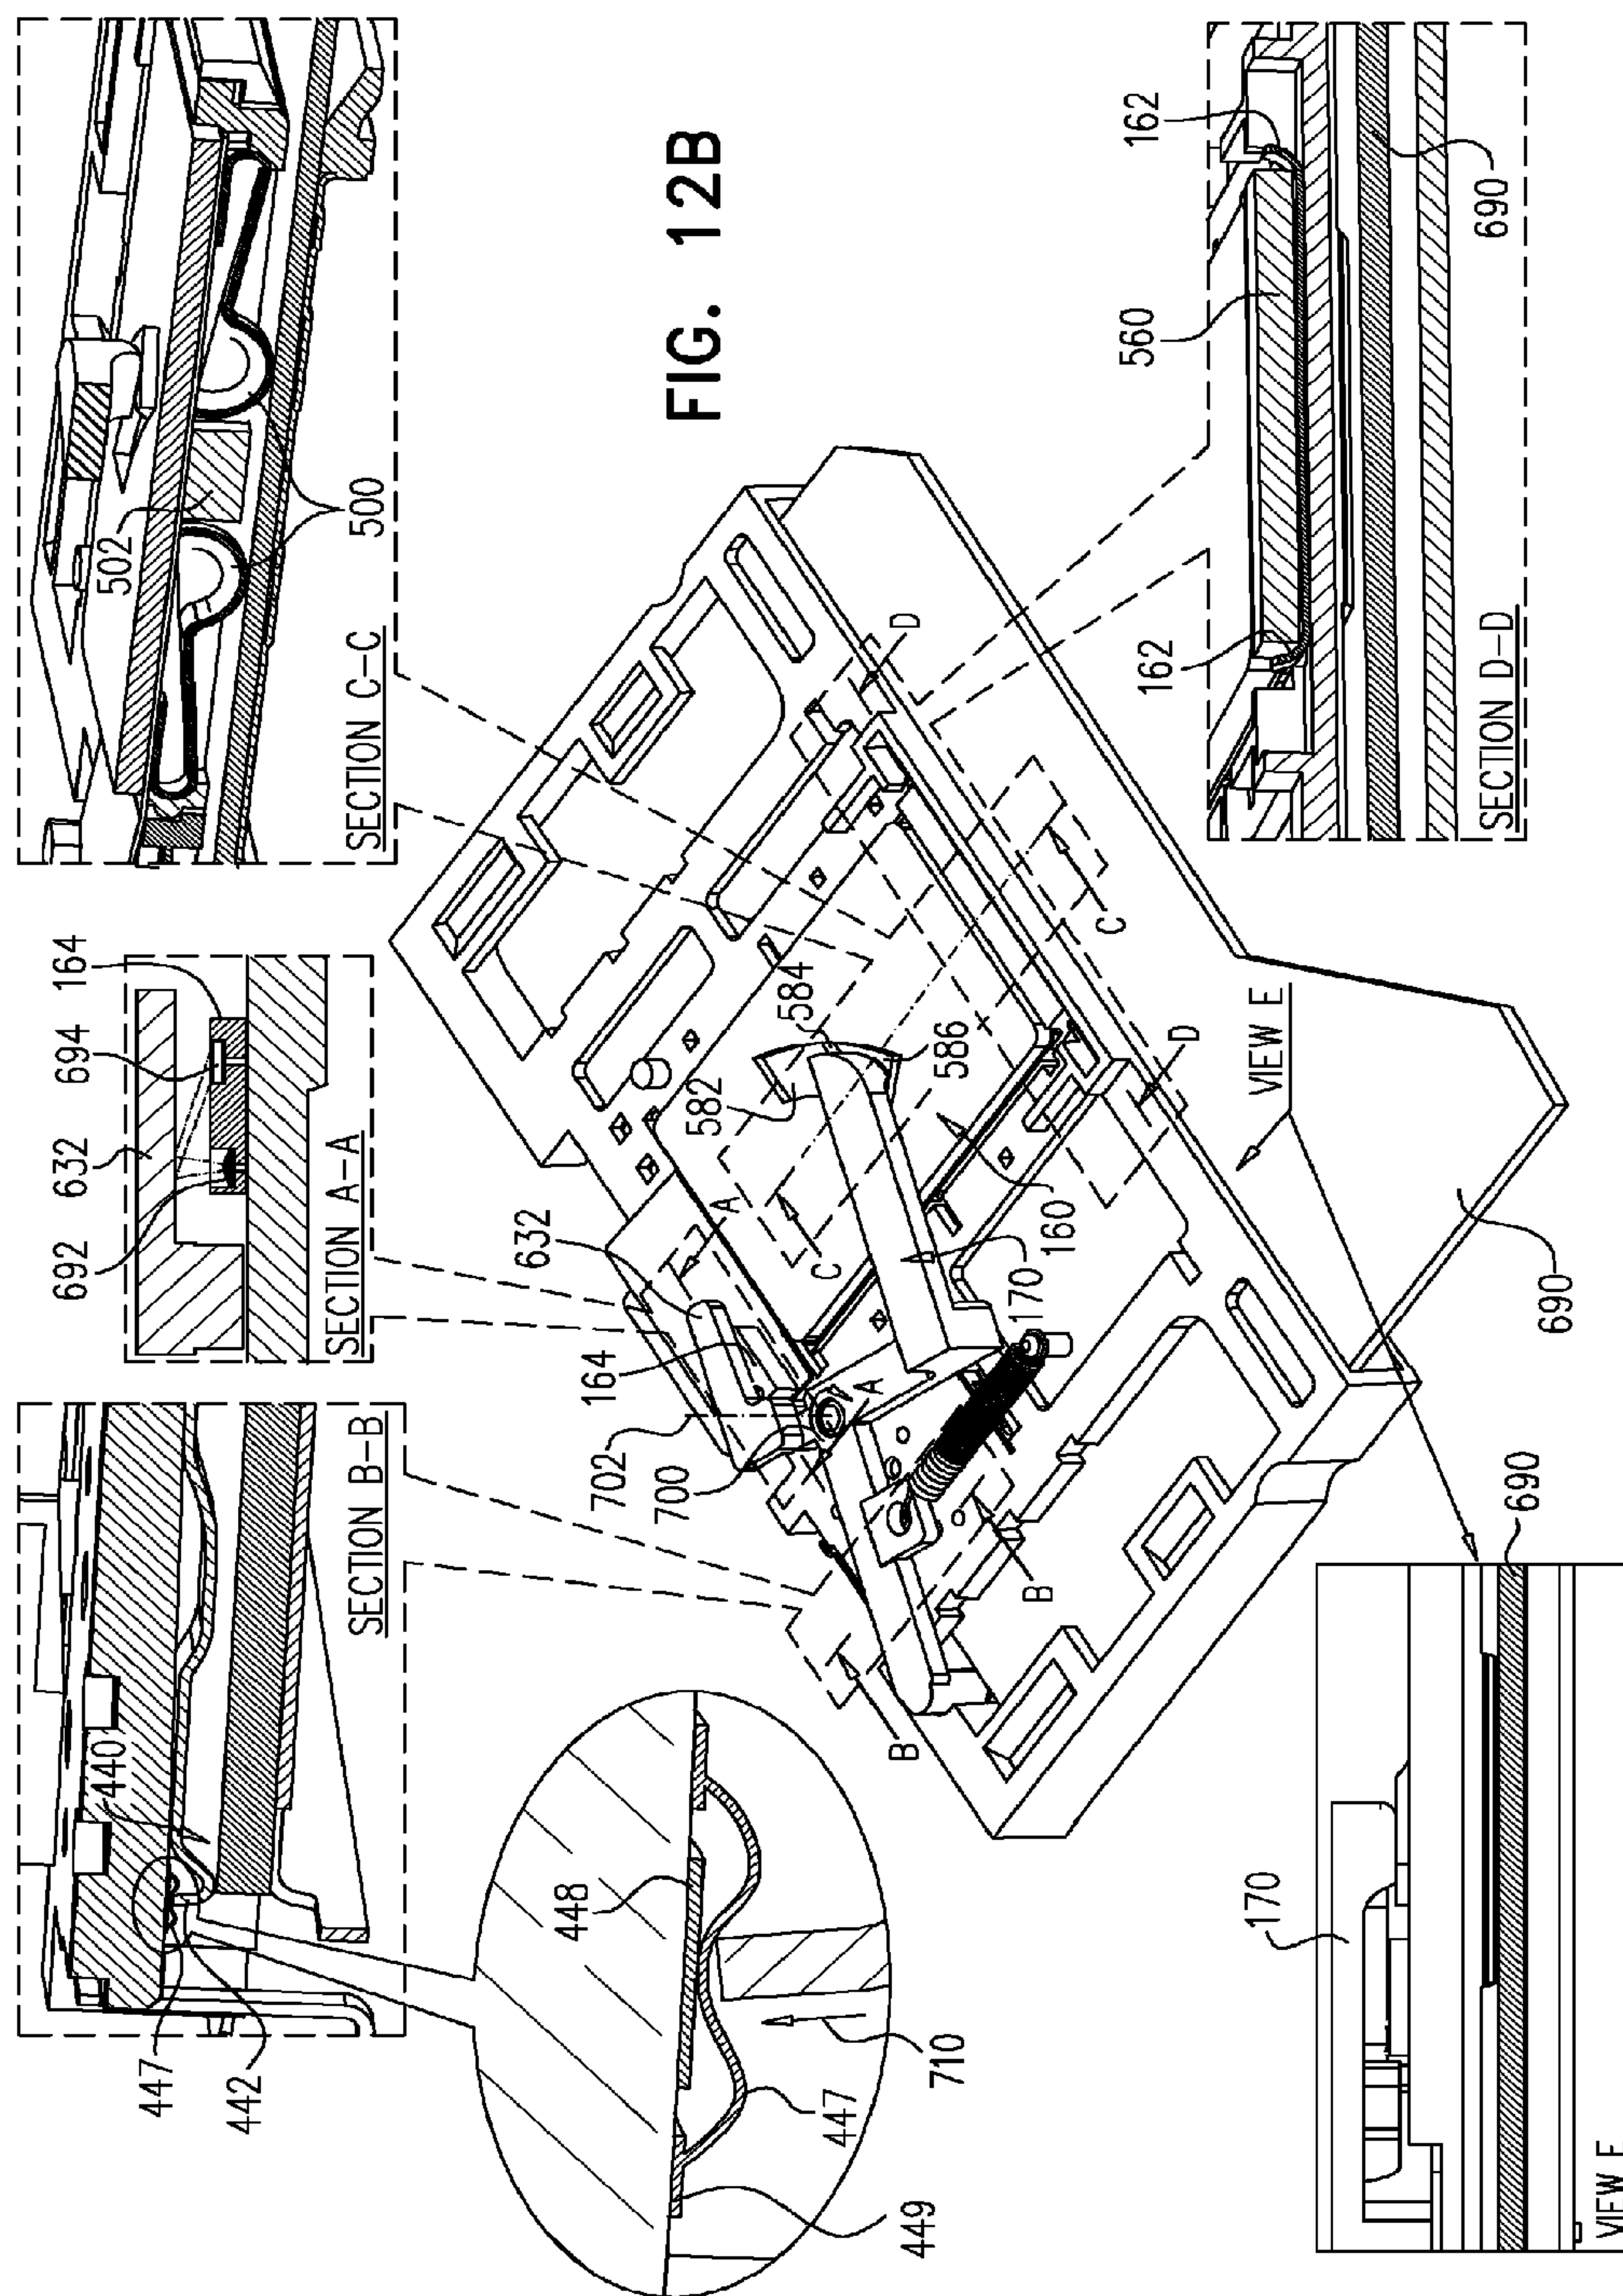 FIG. 12B
SECTION B-B
440
447
442
448
447
449
710
SECTION A-A
632
694
164
692
SECTION C-C
502
500
702
700
164
632
A
A
B
B
C
C
D
D
582
584
586
160
170
690
VIEW E
VIEW E
170
690
SECTION D-D
162
560
162
690